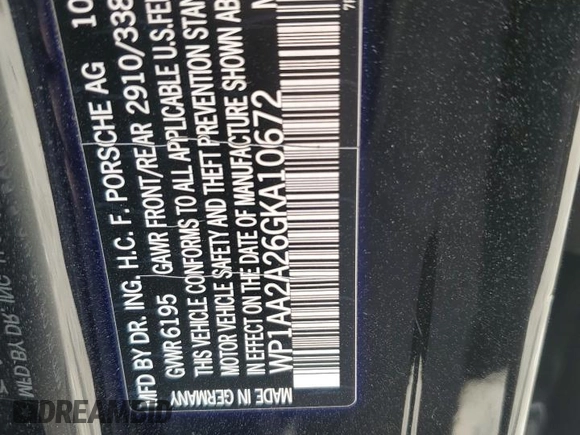 MFD BY DR. ING. H.C. F. PORSCHE AG 10
GWWR 6195 GAWR FRONT/REAR 2910/338
THIS VEHICLE CONFORMS TO ALL APPLICABLE U.S.FE
MOTOR VEHICLE SAFETY AND THEFT PREVENTION STAN
IN EFFECT ON THE DATE OF MANUFACTURE SHOWN AB
WP1AA2A26GKA10672
MADE IN GERMANY
DREAMBID